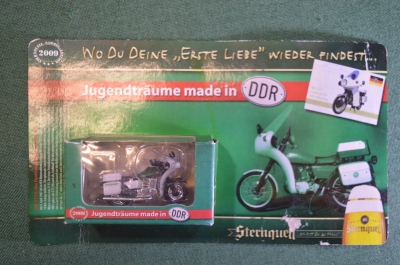 2009
Wo Du Deine „Erste Liebe" wieder findest...
Jugendträume made in DDR
2009 Jugendträume made in DDR
Sternquell
Sternquell